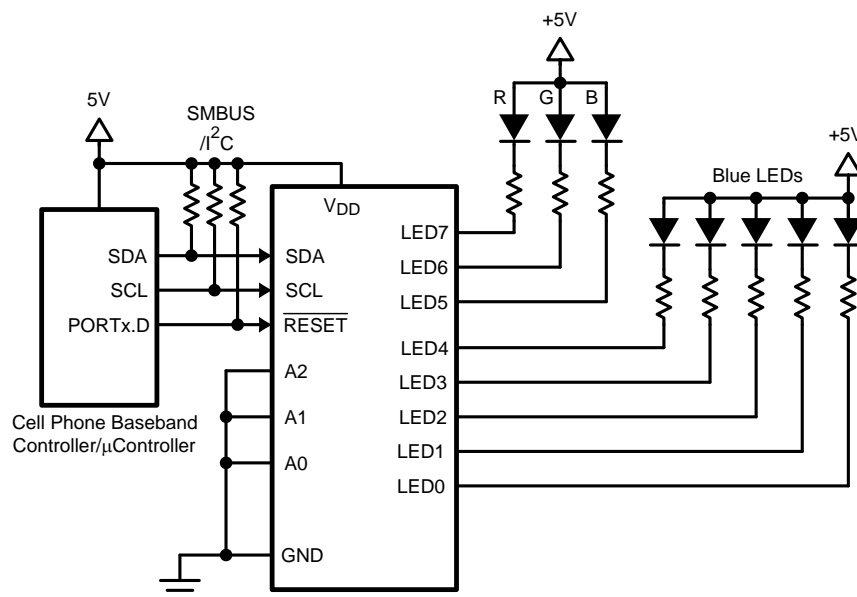 +5V
R G B
5V
SMBUS
/I²C
+5V
Blue LEDs
VDD
SDA
SCL
PORTx.D
SDA
SCL
RESET
A2
A1
A0
GND
LED7
LED6
LED5
LED4
LED3
LED2
LED1
LED0
Cell Phone Baseband
Controller/μController